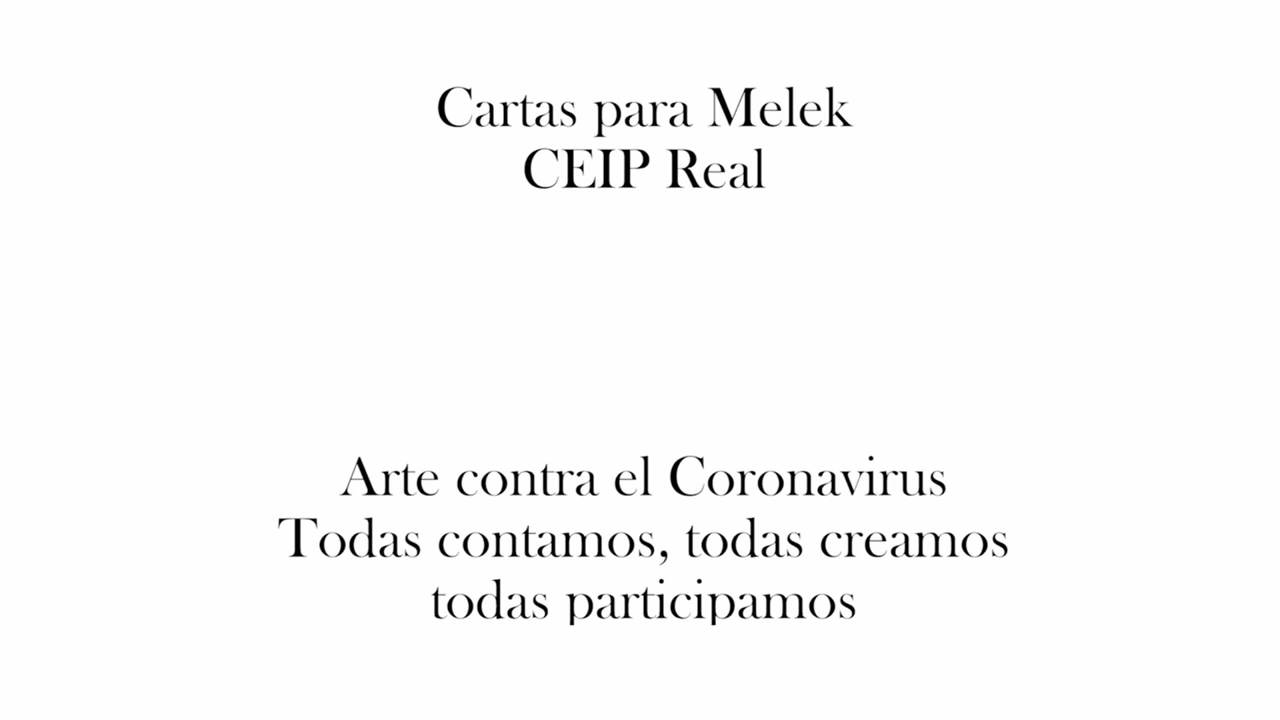 Cartas para Melek
CEIP Real
Arte contra el Coronavirus
Todas contamos, todas creamos
todas participamos